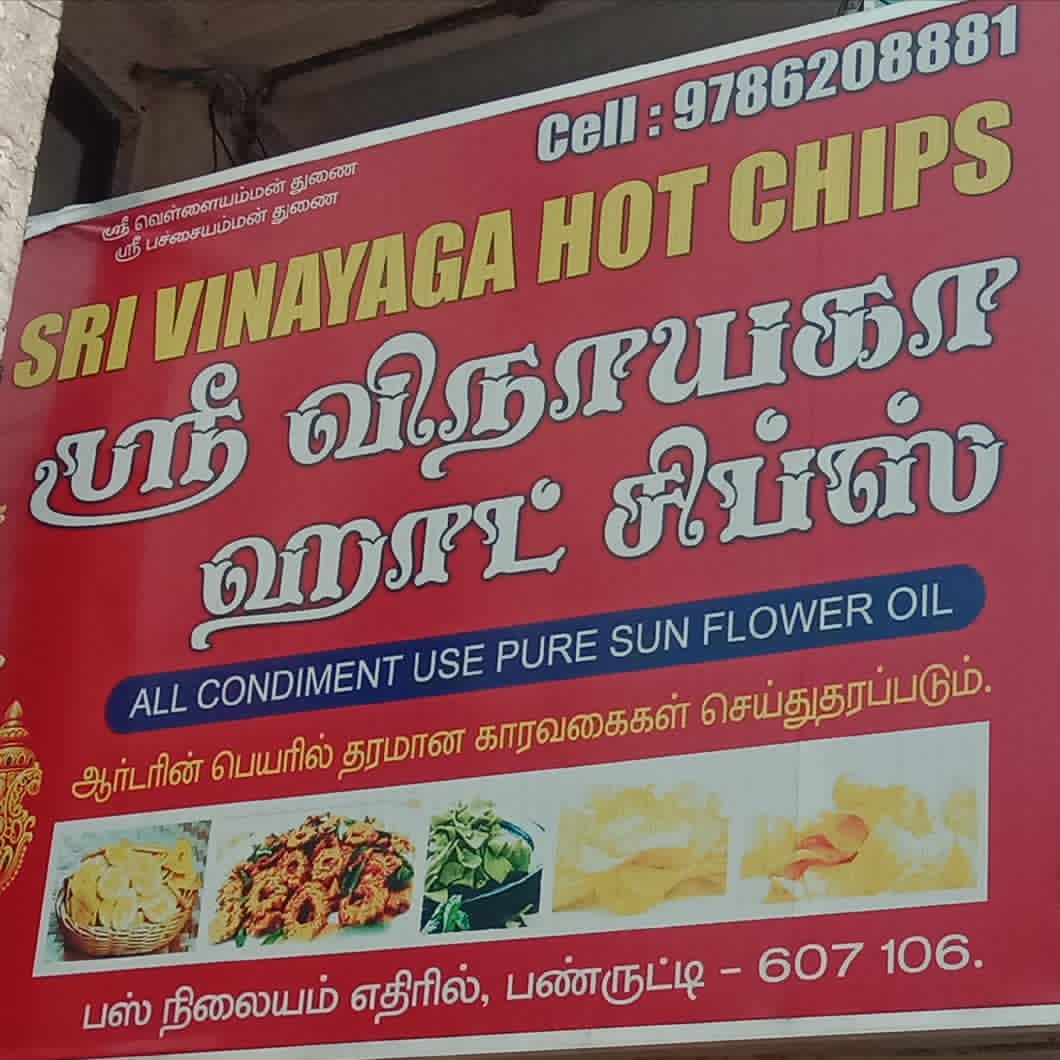 Cell : 9786208881
ஸ்ரீ வெள்ளையம்மன் துணை
ஸ்ரீ பச்சையம்மன் துணை
SRI VINAYAGA HOT CHIPS
ஸ்ரீ விநாயகா
ஹாட் சிப்ஸ்
ALL CONDIMENT USE PURE SUN FLOWER OIL
ஆர்டரின் பெயரில் தரமான காரவகைகள் செய்துதரப்படும்.
பஸ் நிலையம் எதிரில், பண்ருட்டி - 607 106.